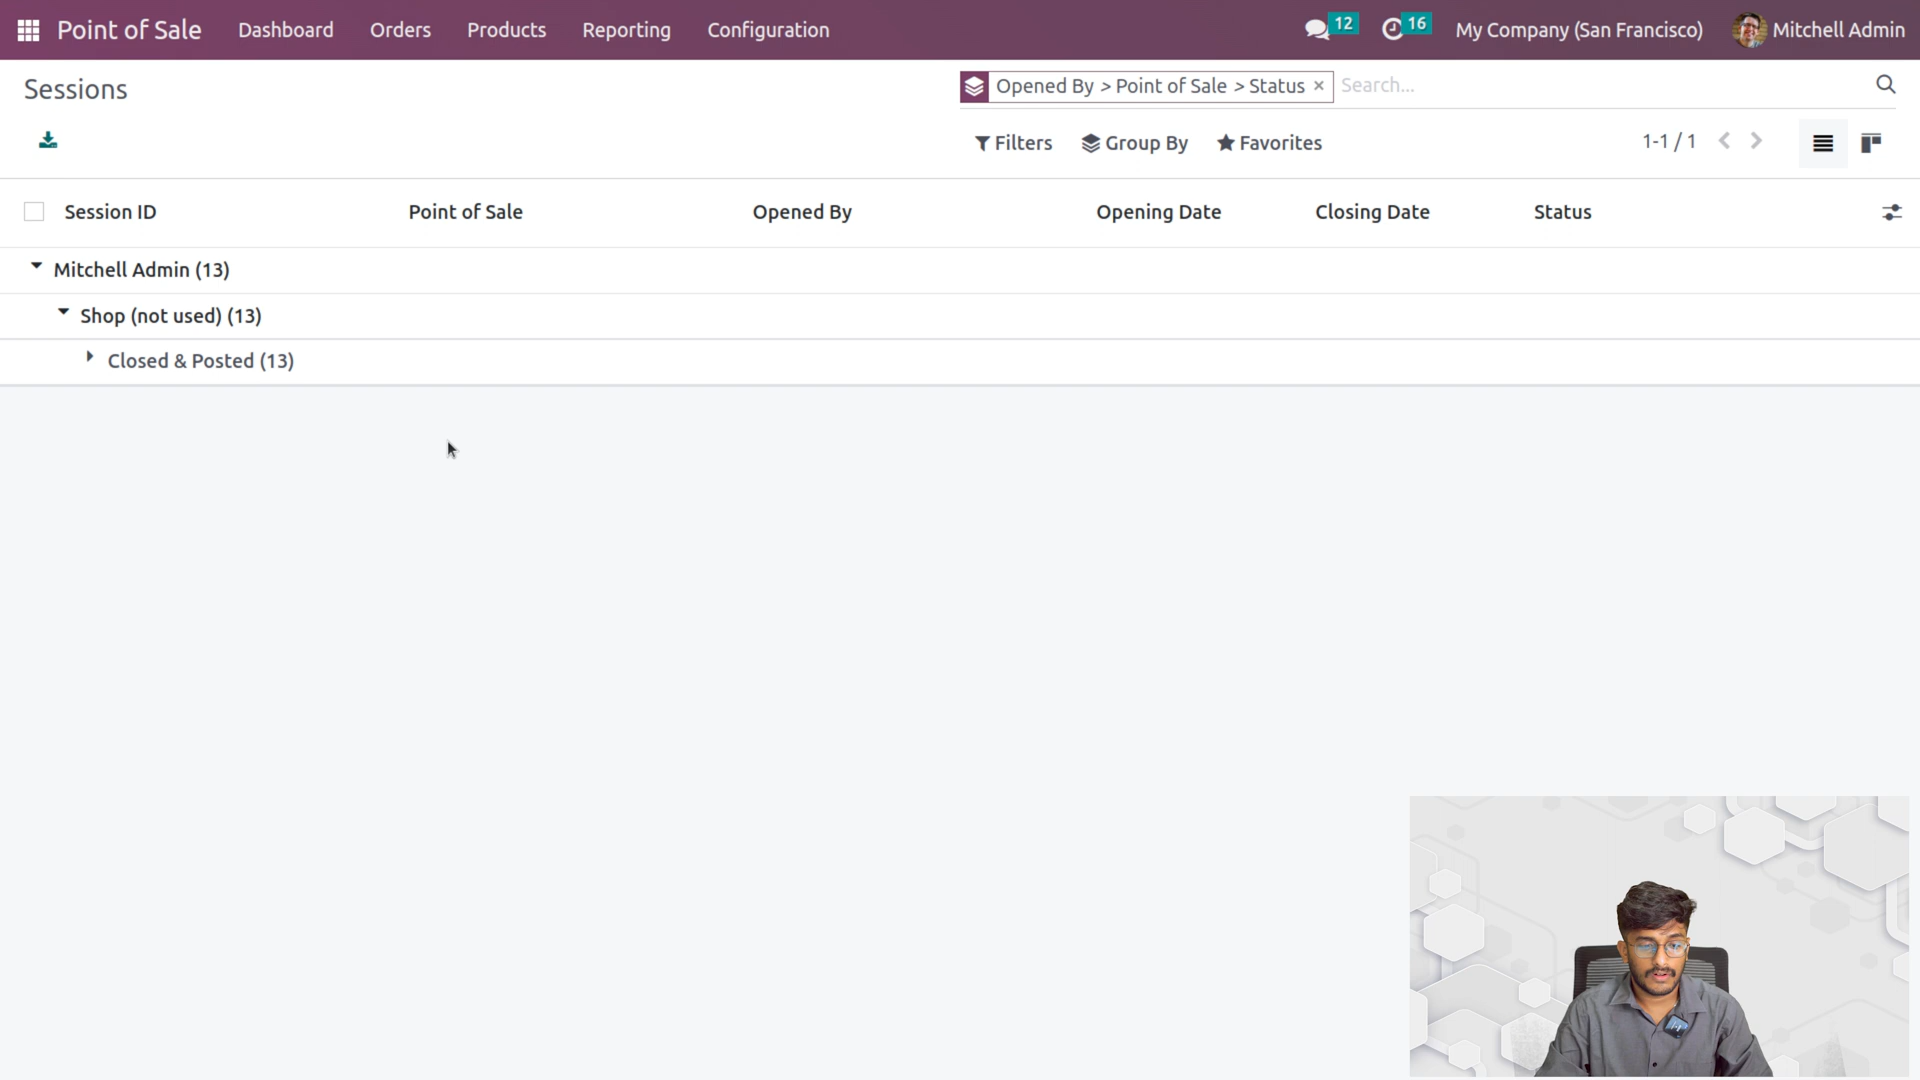 Point of Sale Dashboard Orders Products Reporting Configuration 12 16 My Company (San Francisco) Mitchell Admin
Sessions Opened By > Point of Sale > Status × Search...
Filters Group By Favorites 1-1 / 1
Session ID Point of Sale Opened By Opening Date Closing Date Status
Mitchell Admin (13)
Shop (not used) (13)
Closed & Posted (13)